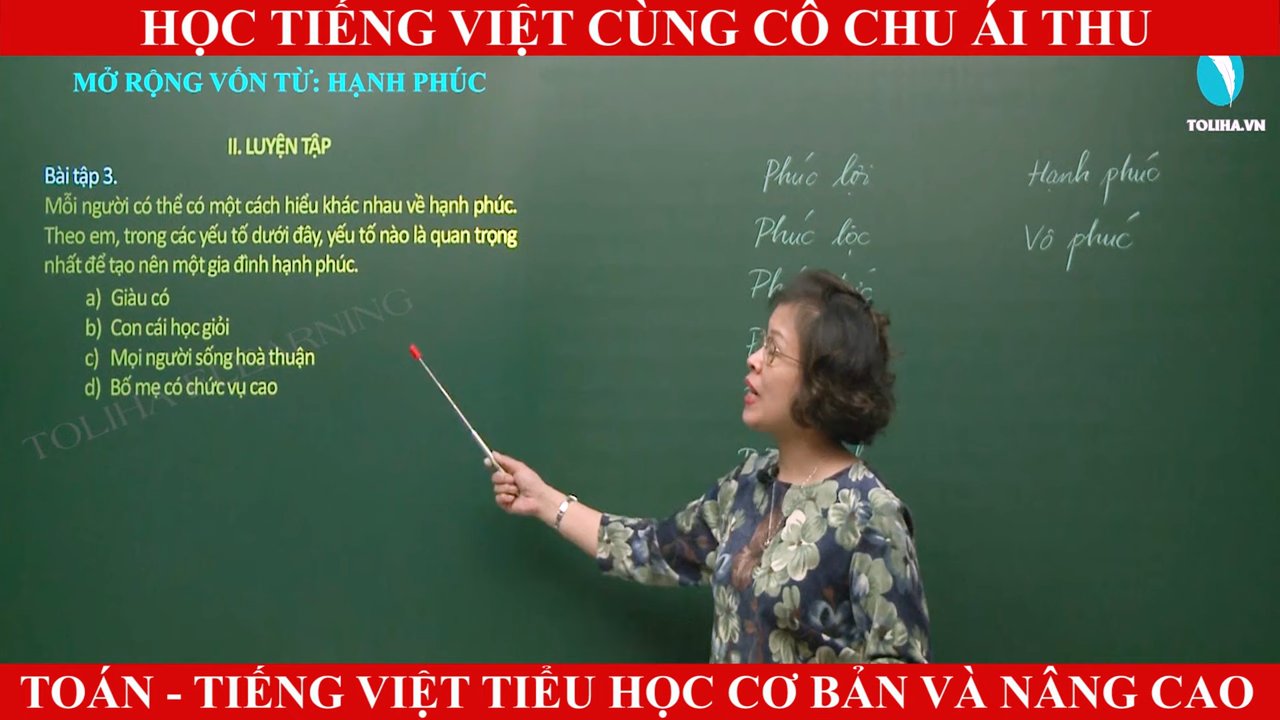 HỌC TIẾNG VIỆT CÙNG CÔ CHU ÁI THU
MỞ RỘNG VỐN TỪ: HẠNH PHÚC
TOLIHA.VN
II. LUYỆN TẬP
Bài tập 3.
Mỗi người có thể có một cách hiểu khác nhau về hạnh phúc.
Theo em, trong các yếu tố dưới đây, yếu tố nào là quan trọng
nhất để tạo nên một gia đình hạnh phúc.
a) Giàu có
b) Con cái học giỏi
c) Mọi người sống hoà thuận
d) Bố mẹ có chức vụ cao
Phúc lợi
Phúc lộc
Hạnh phúc
Vô phúc
TOLIHA E-LEARNING
TOÁN - TIẾNG VIỆT TIỂU HỌC CƠ BẢN VÀ NÂNG CAO